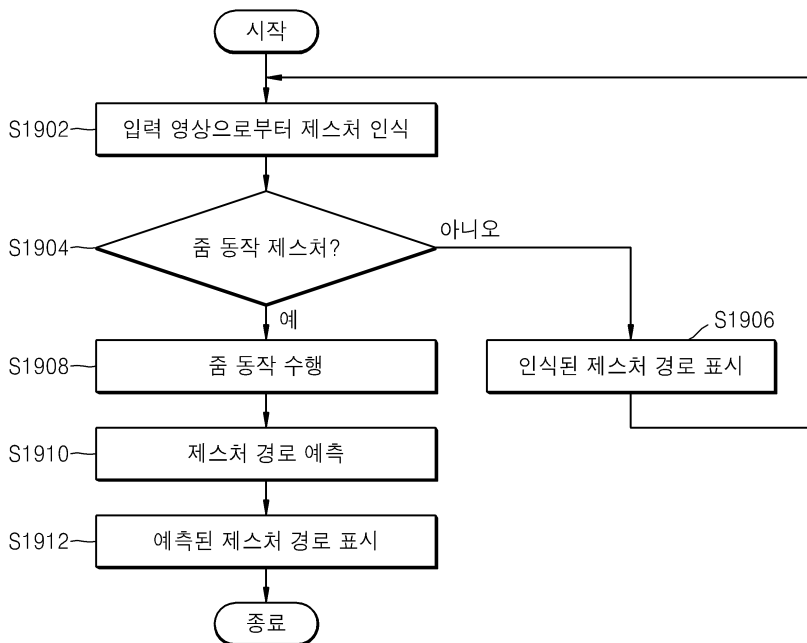 시작
S1902
입력 영상으로부터 제스처 인식
S1904
줌 동작 제스처?
아니오
예
S1906
인식된 제스처 경로 표시
S1908
줌 동작 수행
S1910
제스처 경로 예측
S1912
예측된 제스처 경로 표시
종료